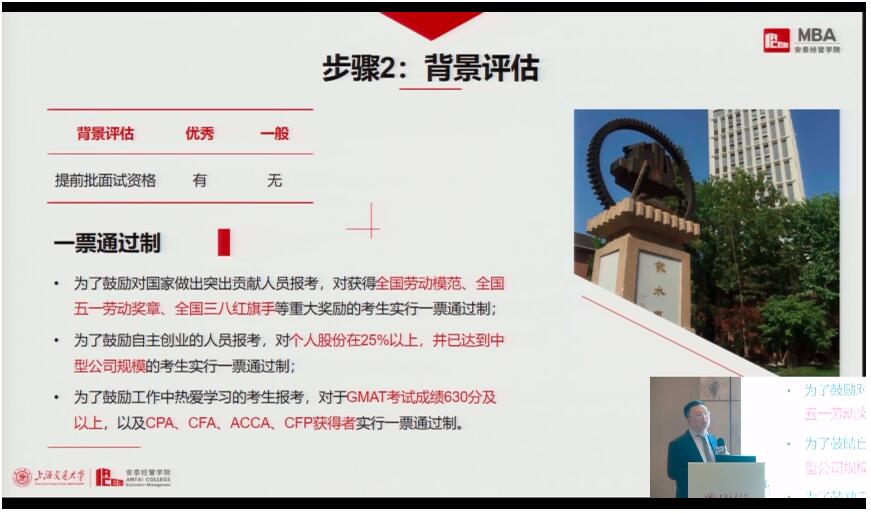 MBA
安泰经管学院
步骤2：背景评估
背景评估 优秀 一般
提前批面试资格 有 无
一票通过制
• 为了鼓励对国家做出突出贡献人员报考，对获得全国劳动模范、全国
五一劳动奖章、全国三八红旗手等重大奖励的考生实行一票通过制；
• 为了鼓励自主创业的人员报考，对个人股份在25%以上，并已达到中
型公司规模的考生实行一票通过制；
• 为了鼓励工作中热爱学习的考生报考，对于GMAT考试成绩630分及
以上，以及CPA、CFA、ACCA、CFP获得者实行一票通过制。
饮水
上海交通大学
安泰经管学院
ANTAI COLLEGE
Economics & Management
• 为了鼓励对
五一劳动奖
• 为了鼓励自
型公司规模